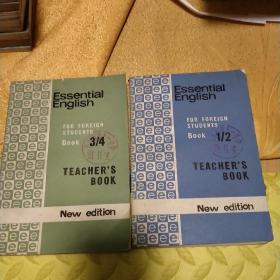 Essential
English
FOR FOREIGN
STUDENTS
Book 3/4
TEACHER'S
BOOK
New edition
Essential
English
FOR FOREIGN
STUDENTS
Book 1/2
TEACHER'S
BOOK
New edition